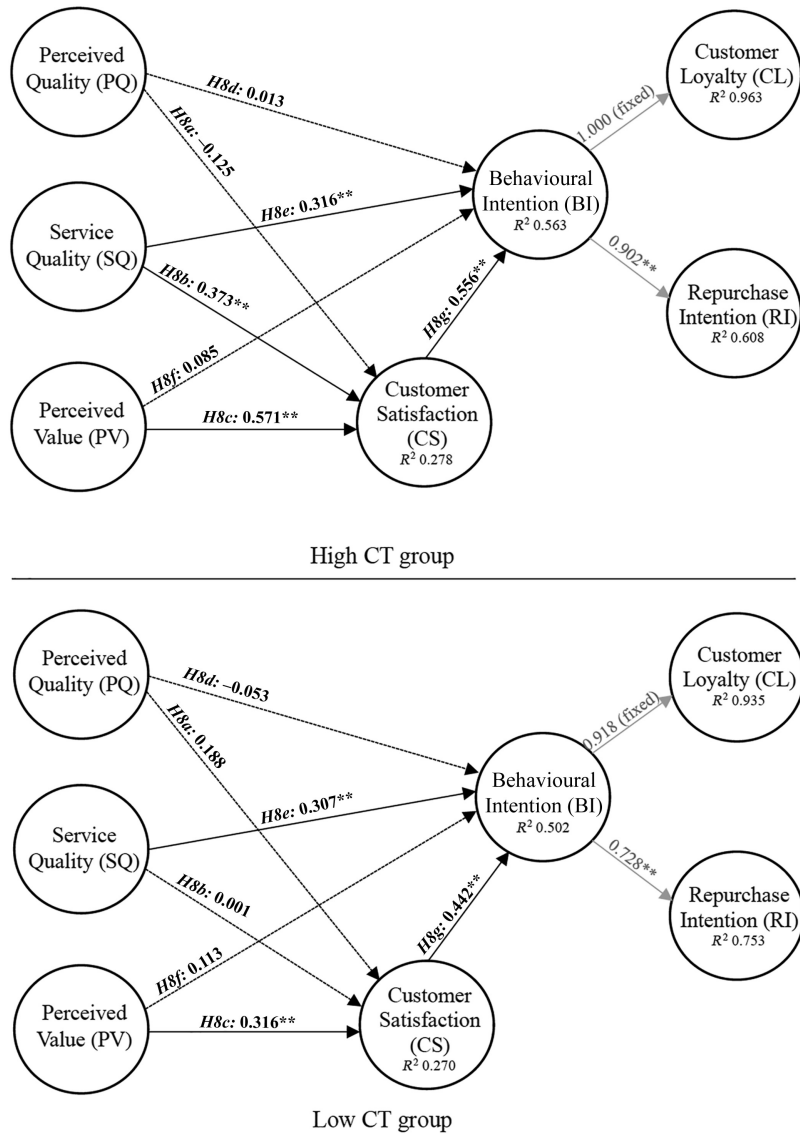 Perceived
Quality (PQ)
Customer
Loyalty (CL)
R² 0.963
H8d: 0.013
1.000 (fixed)
H8a: –0.125
Behavioural
Intention (BI)
R² 0.563
Service
Quality (SQ)
H8e: 0.316**
0.902**
H8b: 0.373**
H8g: 0.556**
Repurchase
Intention (RI)
R² 0.608
H8f: 0.085
Perceived
Value (PV)
H8c: 0.571**
Customer
Satisfaction
(CS)
R² 0.278
High CT group
Perceived
Quality (PQ)
Customer
Loyalty (CL)
R² 0.935
H8d: –0.053
0.918 (fixed)
H8a: 0.188
Behavioural
Intention (BI)
R² 0.502
Service
Quality (SQ)
H8e: 0.307**
0.728**
H8b: 0.001
H8g: 0.442**
Repurchase
Intention (RI)
R² 0.753
H8f: 0.113
Perceived
Value (PV)
H8c: 0.316**
Customer
Satisfaction
(CS)
R² 0.270
Low CT group